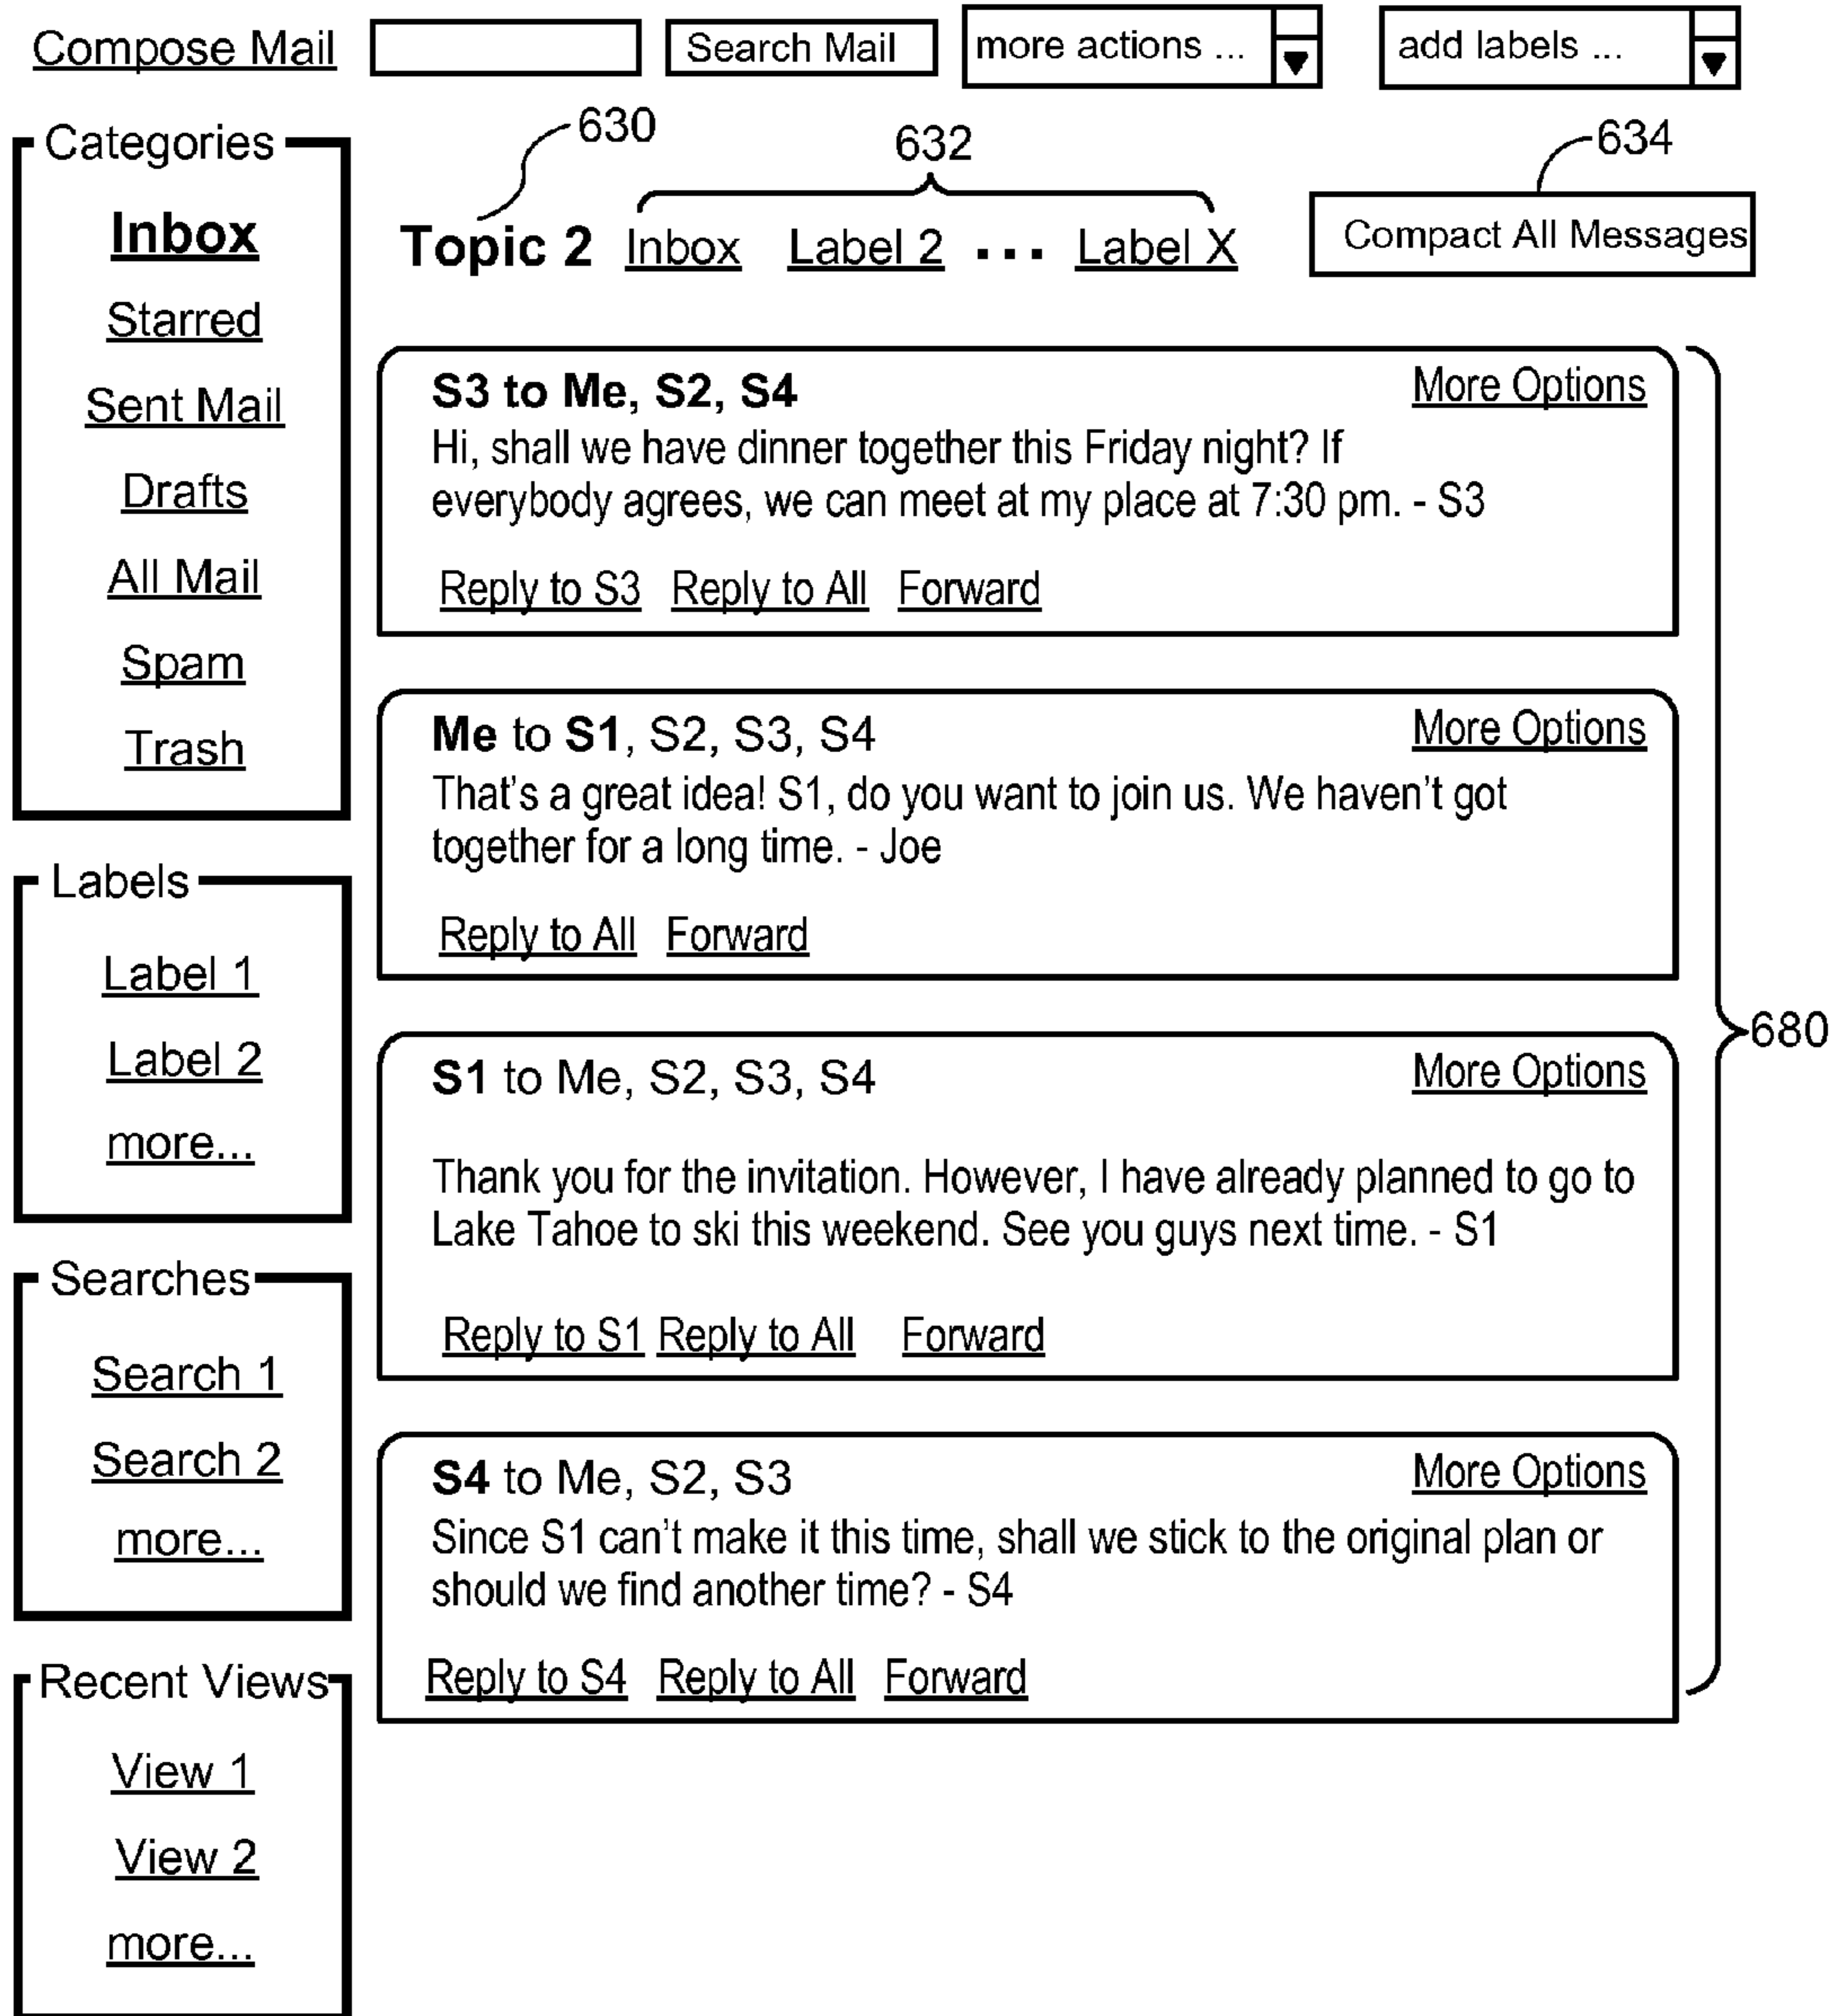 Compose Mail Search Mail more actions ... add labels ...
630
632
634
Categories
Inbox
Starred
Sent Mail
Drafts
All Mail
Spam
Trash
Labels
Label 1
Label 2
more...
Searches
Search 1
Search 2
more...
Recent Views
View 1
View 2
more...
Topic 2 Inbox Label 2 ... Label X Compact All Messages
S3 to Me, S2, S4 More Options
Hi, shall we have dinner together this Friday night? If
everybody agrees, we can meet at my place at 7:30 pm. - S3
Reply to S3 Reply to All Forward
Me to S1, S2, S3, S4 More Options
That's a great idea! S1, do you want to join us. We haven't got
together for a long time. - Joe
Reply to All Forward
S1 to Me, S2, S3, S4 More Options
Thank you for the invitation. However, I have already planned to go to
Lake Tahoe to ski this weekend. See you guys next time. - S1
Reply to S1 Reply to All Forward
S4 to Me, S2, S3 More Options
Since S1 can't make it this time, shall we stick to the original plan or
should we find another time? - S4
Reply to S4 Reply to All Forward
680